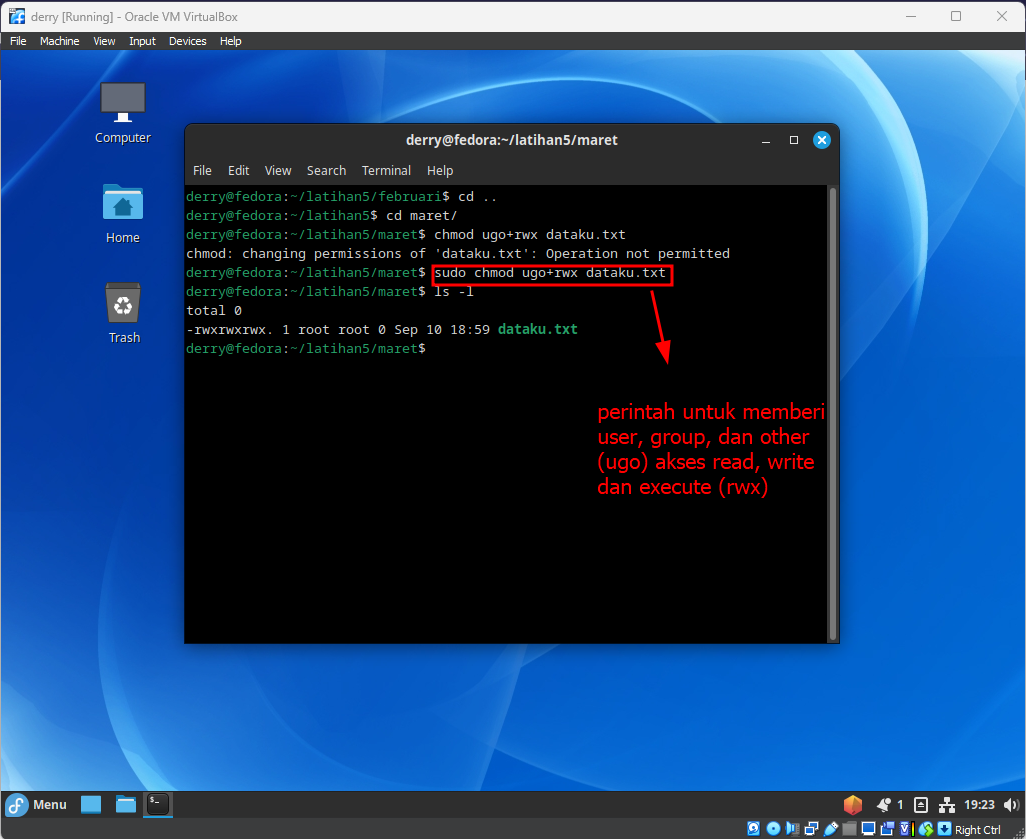 derry [Running] - Oracle VM VirtualBox
File Machine View Input Devices Help
Computer
Home
Trash
derry@fedora:~/latihan5/maret
File Edit View Search Terminal Help
derry@fedora:~/latihan5/februari$ cd ..
derry@fedora:~/latihan5$ cd maret/
derry@fedora:~/latihan5/maret$ chmod ugo+rwx dataku.txt
chmod: changing permissions of 'dataku.txt': Operation not permitted
derry@fedora:~/latihan5/maret$ sudo chmod ugo+rwx dataku.txt
derry@fedora:~/latihan5/maret$ ls -l
total 0
-rwxrwxrwx. 1 root root 0 Sep 10 18:59 dataku.txt
derry@fedora:~/latihan5/maret$
perintah untuk memberi
user, group, dan other
(ugo) akses read, write
dan execute (rwx)
Menu
1
19:23
Right Ctrl